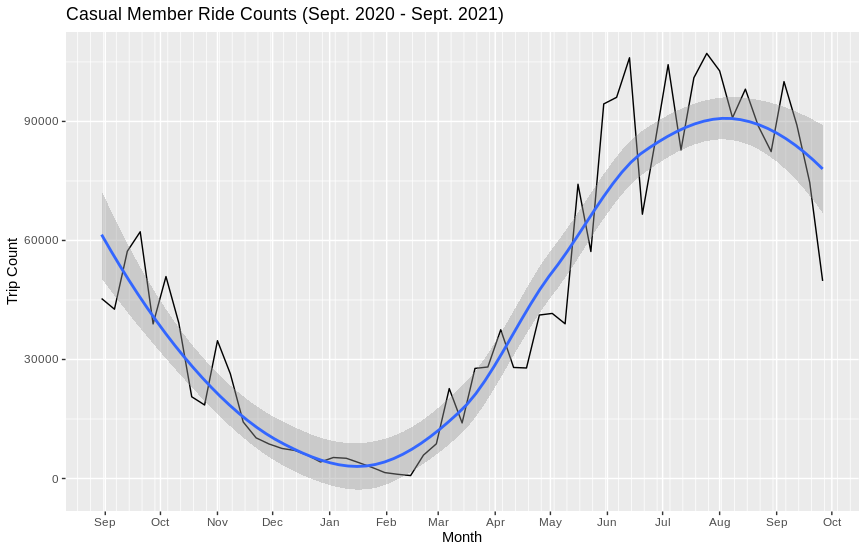 Casual Member Ride Counts (Sept. 2020 - Sept. 2021)
Trip Count
90000
60000
30000
0
Sep Oct Nov Dec Jan Feb Mar Apr May Jun Jul Aug Sep Oct
Month